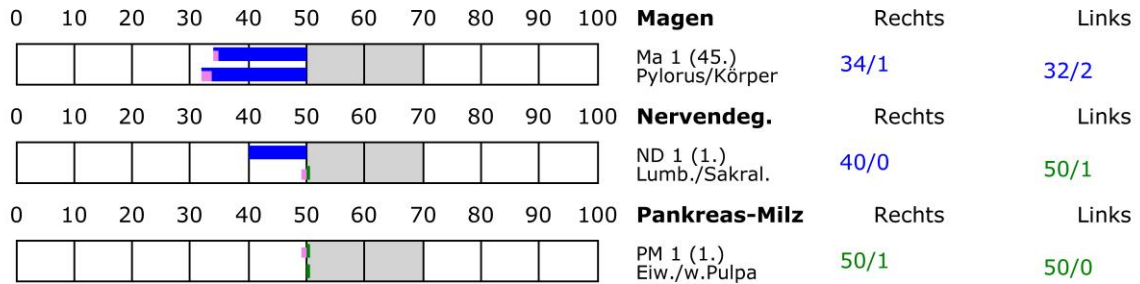 0 10 20 30 40 50 60 70 80 90 100 Magen Rechts Links
Ma 1 (45.)
Pylorus/Körper
34/1 32/2
0 10 20 30 40 50 60 70 80 90 100 Nervendeg. Rechts Links
ND 1 (1.)
Lumb./Sakral.
40/0 50/1
0 10 20 30 40 50 60 70 80 90 100 Pankreas-Milz Rechts Links
PM 1 (1.)
Eiw./w.Pulpa
50/1 50/0